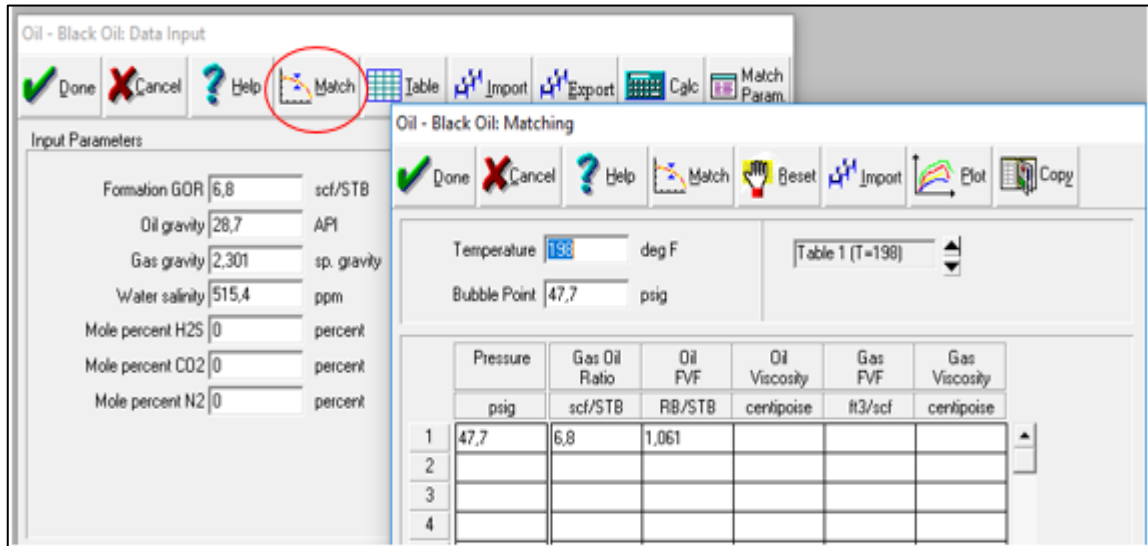 Oil - Black Oil: Data Input
Done Cancel Help Match Table Import Export Calc Match Param.
Input Parameters
Formation GOR 6,8 scf/STB
Oil gravity 28,7 API
Gas gravity 2,301 sp. gravity
Water salinity 515,4 ppm
Mole percent H2S 0 percent
Mole percent CO2 0 percent
Mole percent N2 0 percent
Oil - Black Oil: Matching
Done Cancel Help Match Reset Import Plot Copy
Temperature 198 deg F Table 1 (T=198)
Bubble Point 47,7 psig
Pressure Gas Oil Ratio Oil FVF Oil Viscosity Gas FVF Gas Viscosity
psig scf/STB RB/STB centipoise ft3/scf centipoise
1 47,7 6,8 1,061
2
3
4